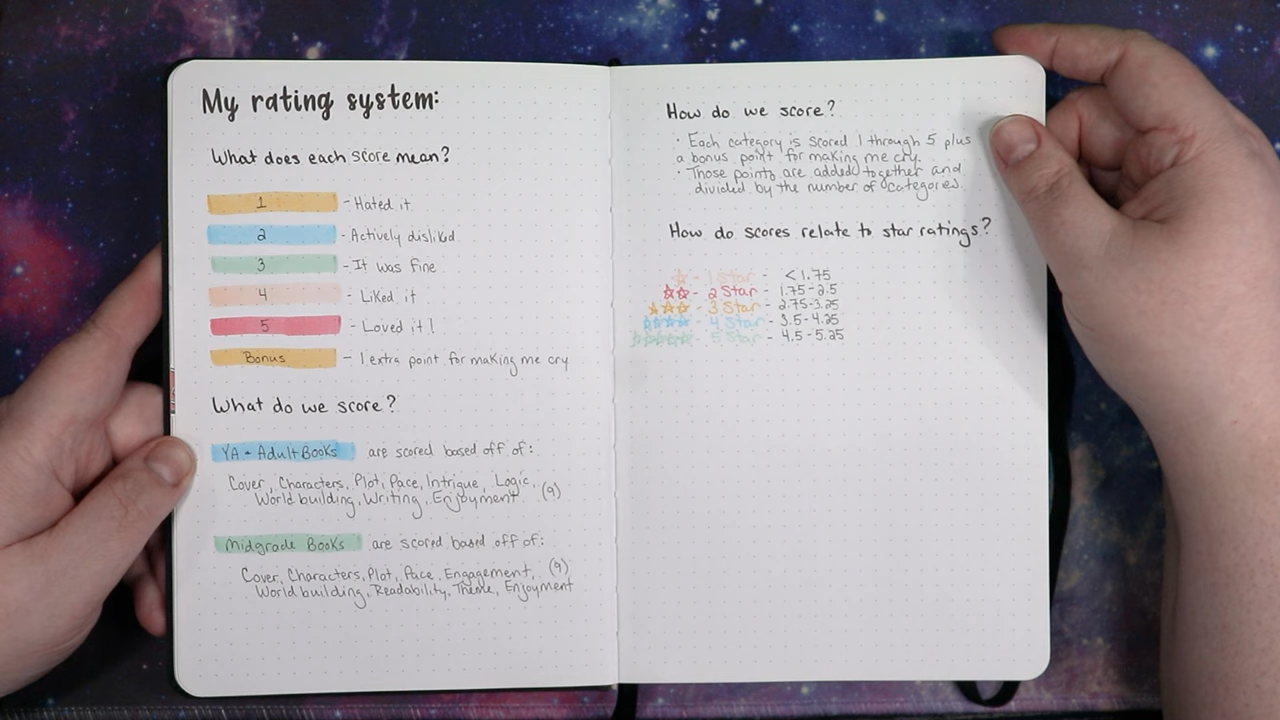 My rating system:
What does each score mean?
1 - Hated it
2 - Actively disliked
3 - It was fine
4 - Liked it
5 - Loved it!
Bonus - 1 extra point for making me cry
What do we score?
YA + Adult Books are scored based off of:
Cover, Characters, Plot, Pace, Intrigue, Logic,
World building, Writing, Enjoyment (9)
Midgrade Books are scored based off of:
Cover, Characters, Plot, Pace, Engagement, (9)
World building, Readability, Theme, Enjoyment
How do we score?
· Each category is scored 1 through 5 plus
a bonus point for making me cry.
· Those points are added together and
divided by the number of categories.
How do scores relate to star ratings?
☆ - 1 Star - < 1.75
☆☆ - 2 Star - 1.75-2.5
☆☆☆ - 3 Star - 2.75-3.25
☆☆☆☆ - 4 Star - 3.5-4.25
☆☆☆☆☆ - 5 Star - 4.5-5.25